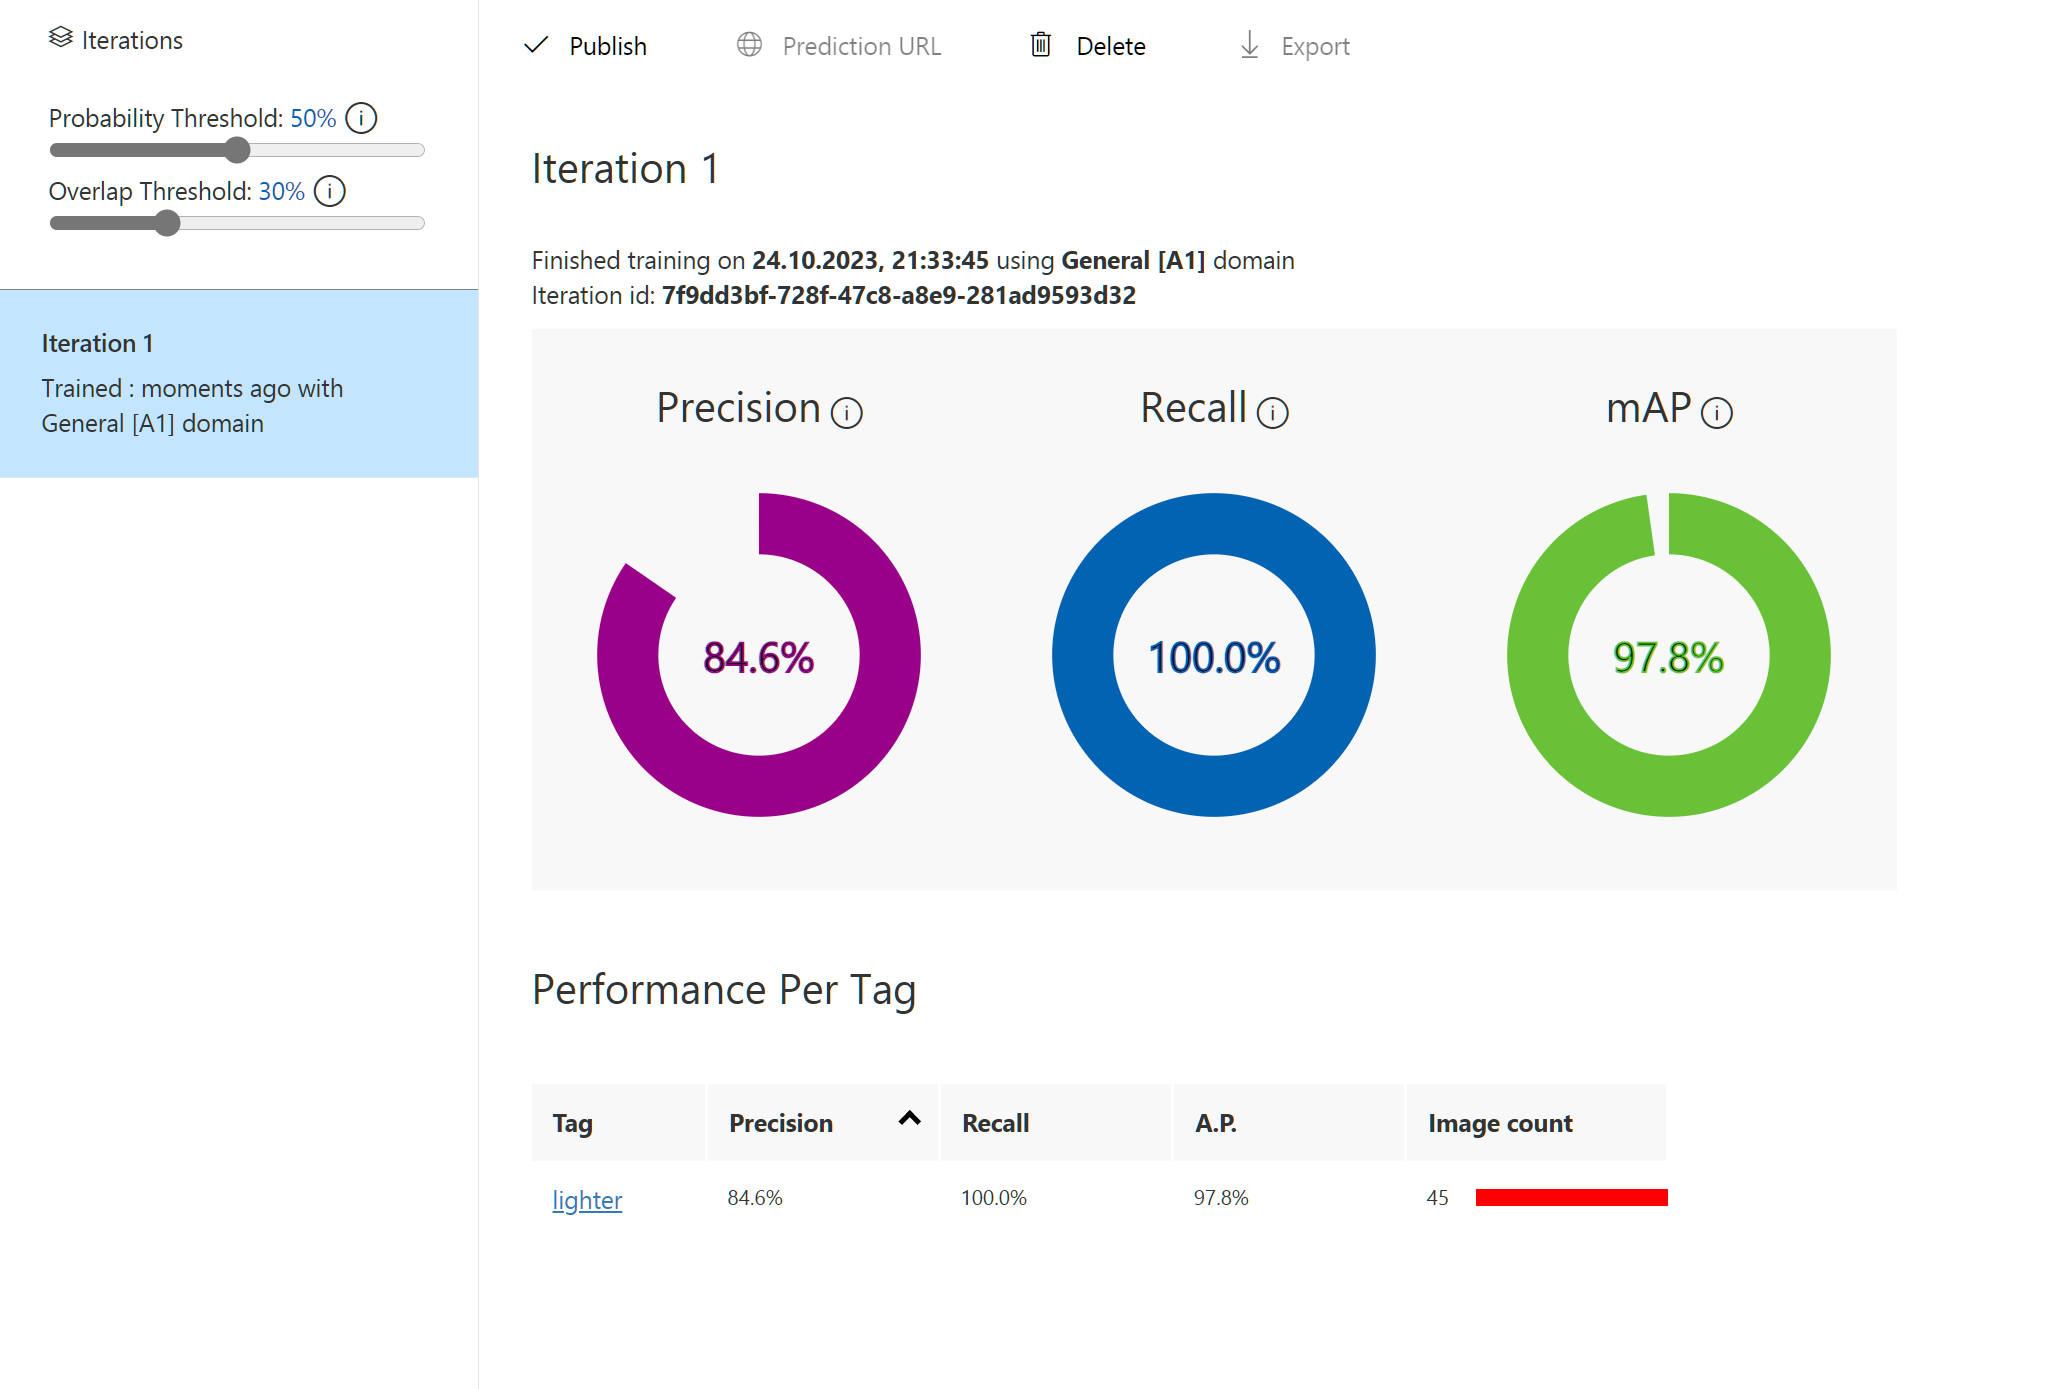 Iterations
Probability Threshold: 50%
Overlap Threshold: 30%
Iteration 1
Trained : moments ago with
General [A1] domain
Publish Prediction URL Delete Export
Iteration 1
Finished training on 24.10.2023, 21:33:45 using General [A1] domain
Iteration id: 7f9dd3bf-728f-47c8-a8e9-281ad9593d32
Precision Recall mAP
84.6% 100.0% 97.8%
Performance Per Tag
Tag Precision Recall A.P. Image count
lighter 84.6% 100.0% 97.8% 45